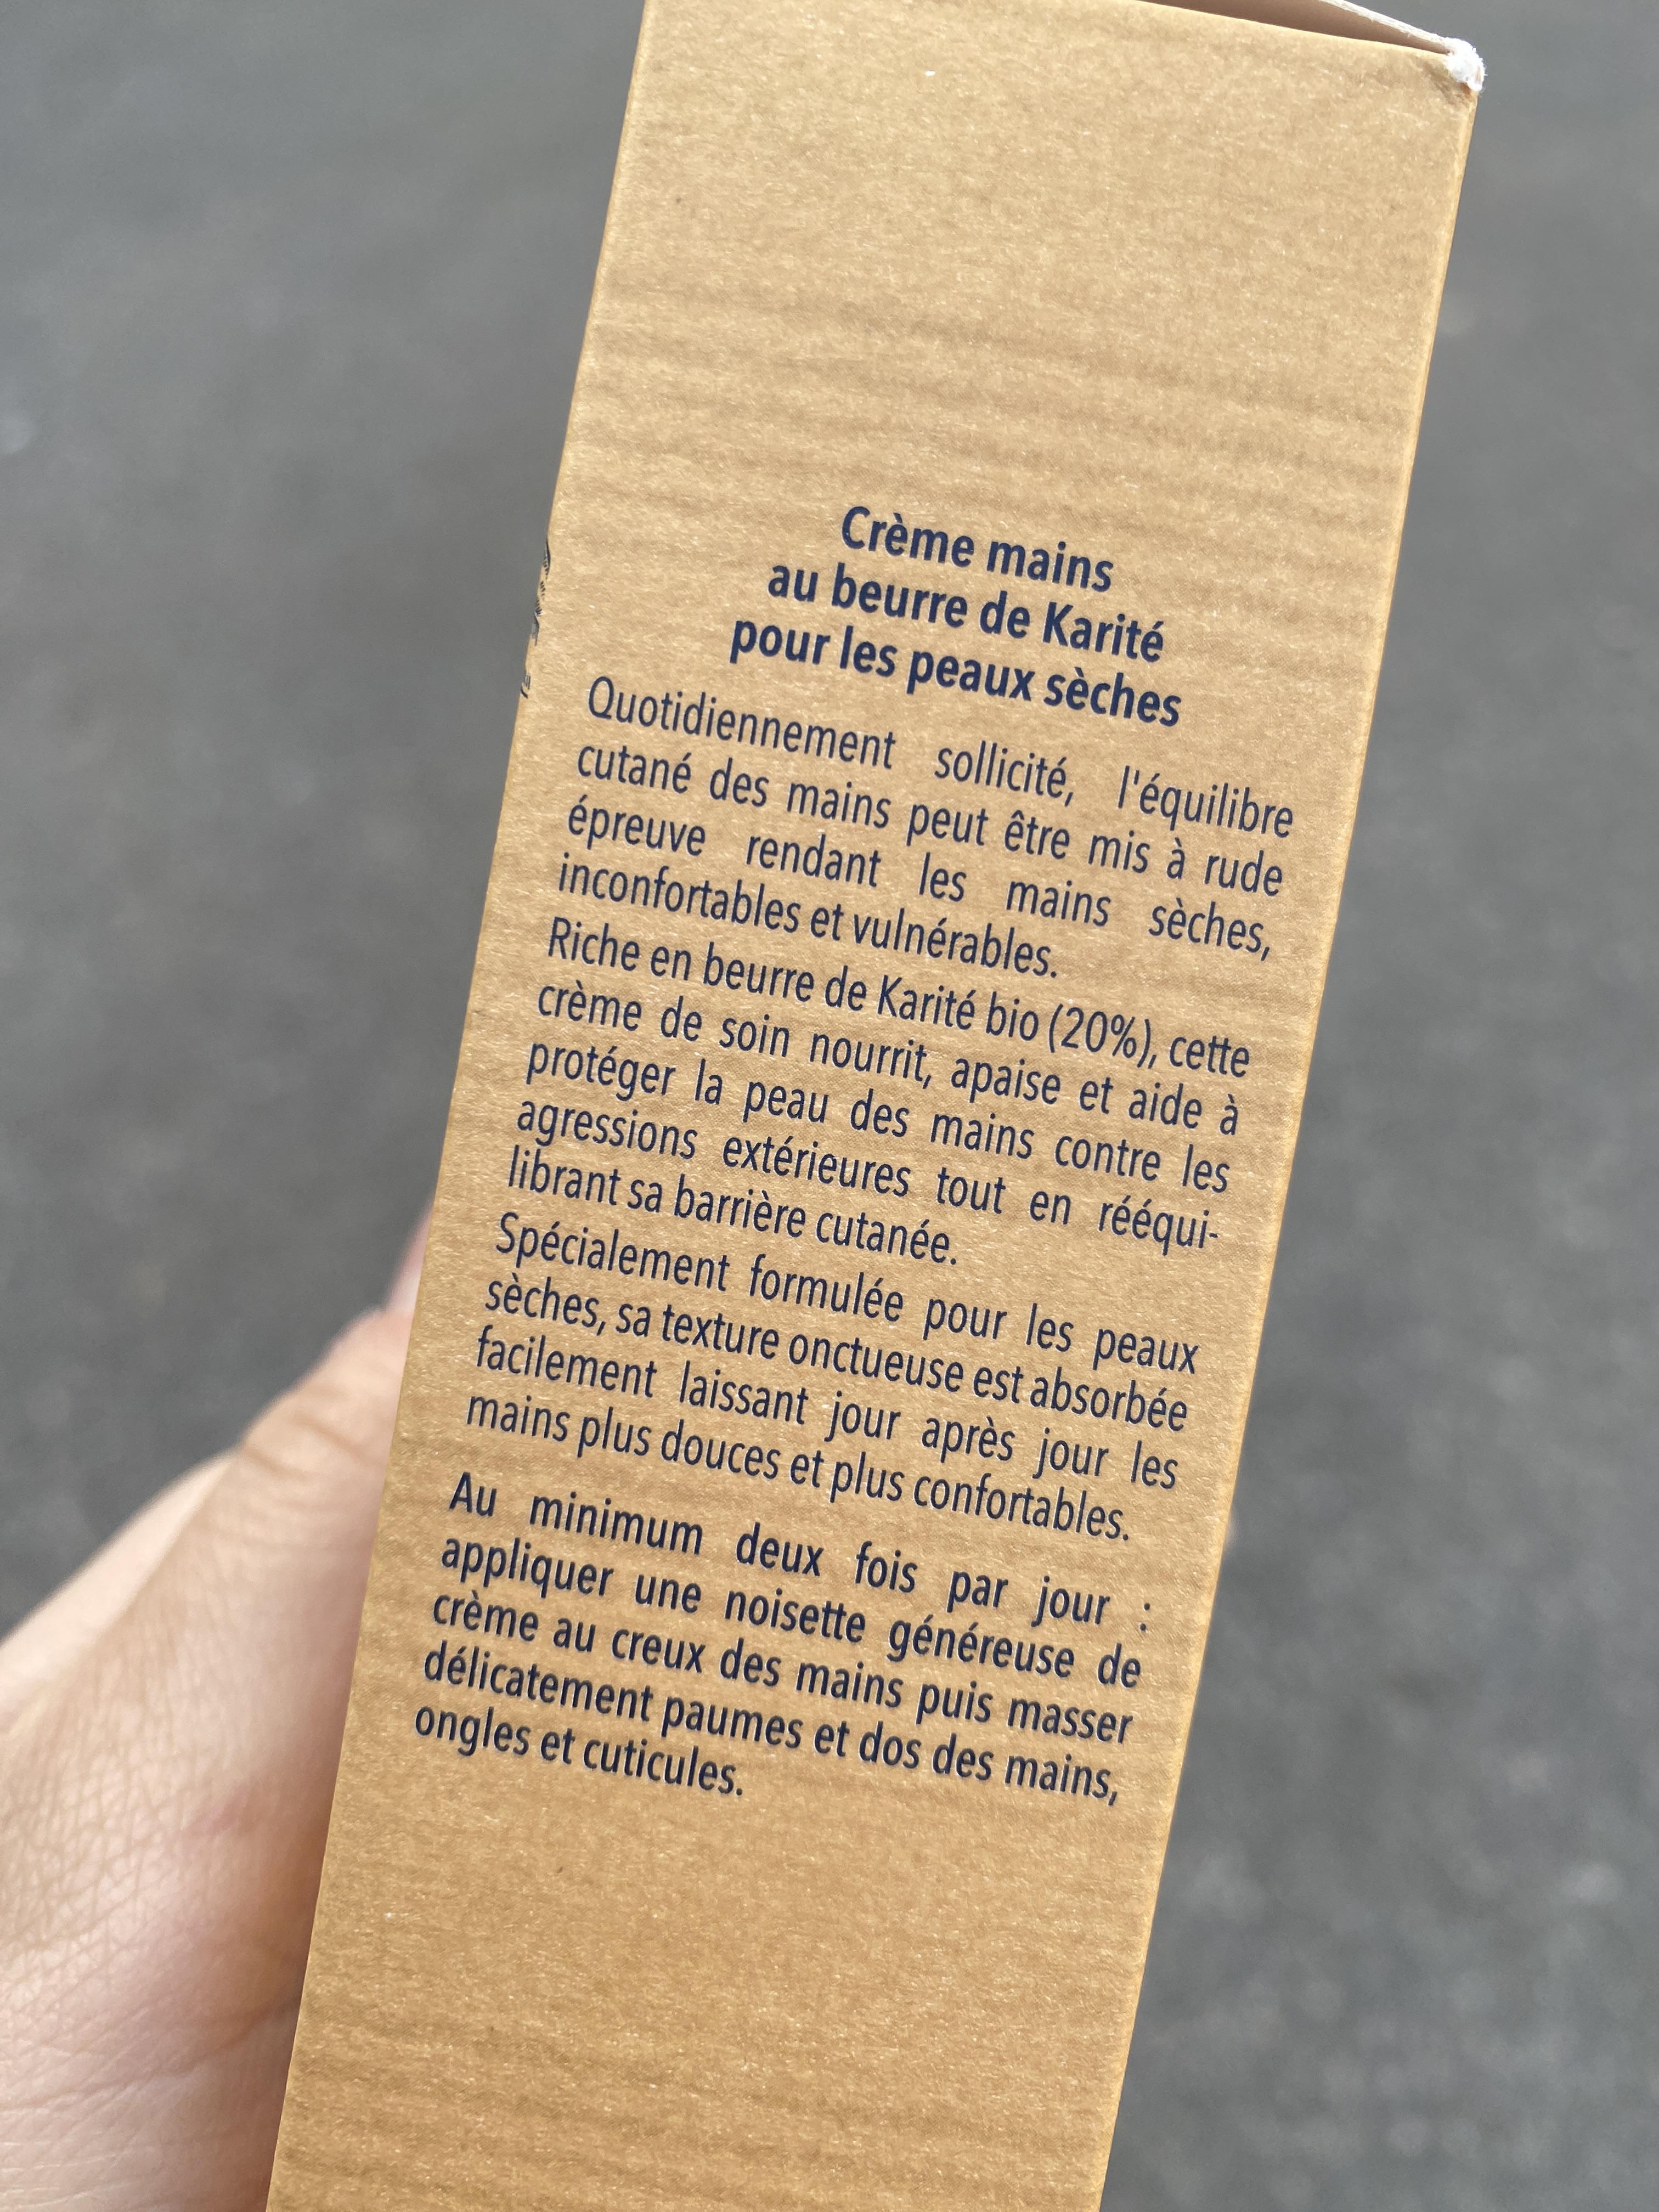 Crème mains
au beurre de Karité
pour les peaux sèches
Quotidiennement sollicité, l'équilibre
cutané des mains peut être mis à rude
épreuve rendant les mains sèches,
inconfortables et vulnérables.
Riche en beurre de Karité bio (20%), cette
crème de soin nourrit, apaise et aide à
protéger la peau des mains contre les
agressions extérieures tout en rééqui-
librant sa barrière cutanée.
Spécialement formulée pour les peaux
sèches, sa texture onctueuse est absorbée
facilement laissant jour après jour les
mains plus douces et plus confortables.
Au minimum deux fois par jour :
appliquer une noisette généreuse de
crème au creux des mains puis masser
délicatement paumes et dos des mains,
ongles et cuticules.